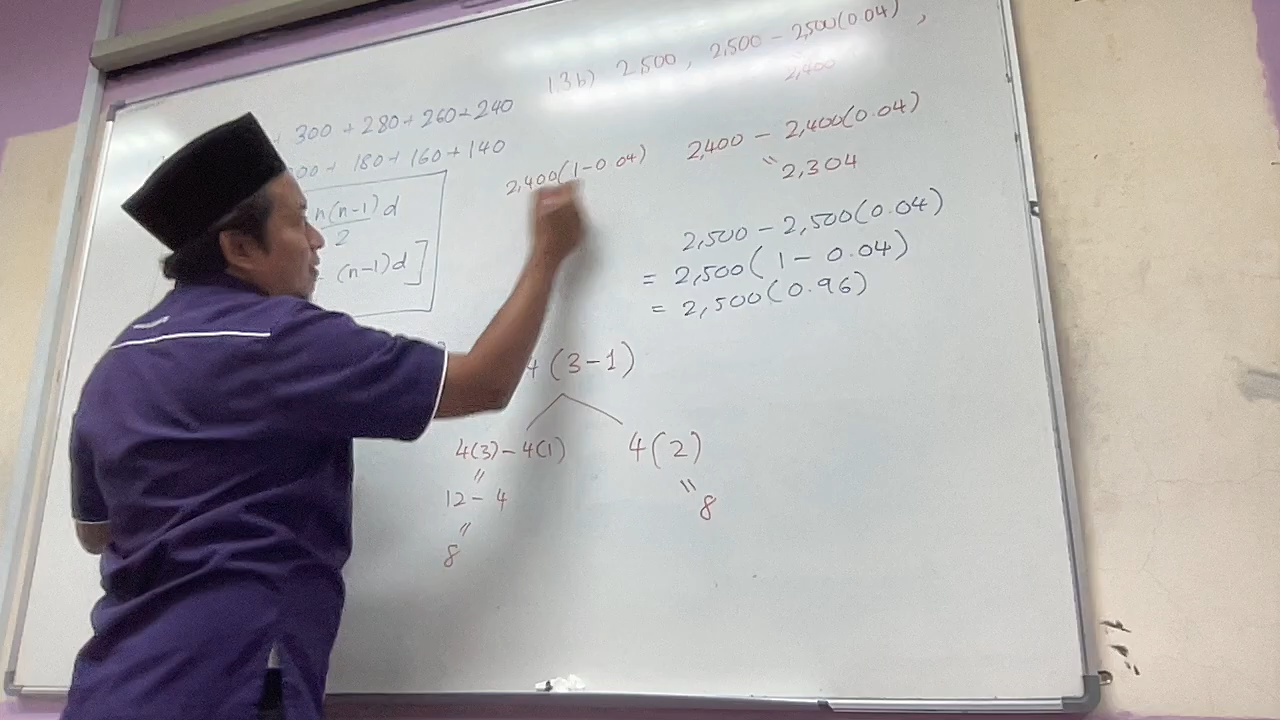 + 300 + 280 + 260 + 240
200 + 180 + 160 + 140
n(n-1)d
2
(n-1)d]
1.3b) 2,500, 2,500 - 2,500(0.04),
2,400
2,400(1-0.04)
2,400 - 2,400(0.04)
" 2,304
2,500 - 2,500(0.04)
= 2,500(1 - 0.04)
= 2,500(0.96)
4(3-1)
4(3)-4(1) 4(2)
" "
12 - 4 8
"
8